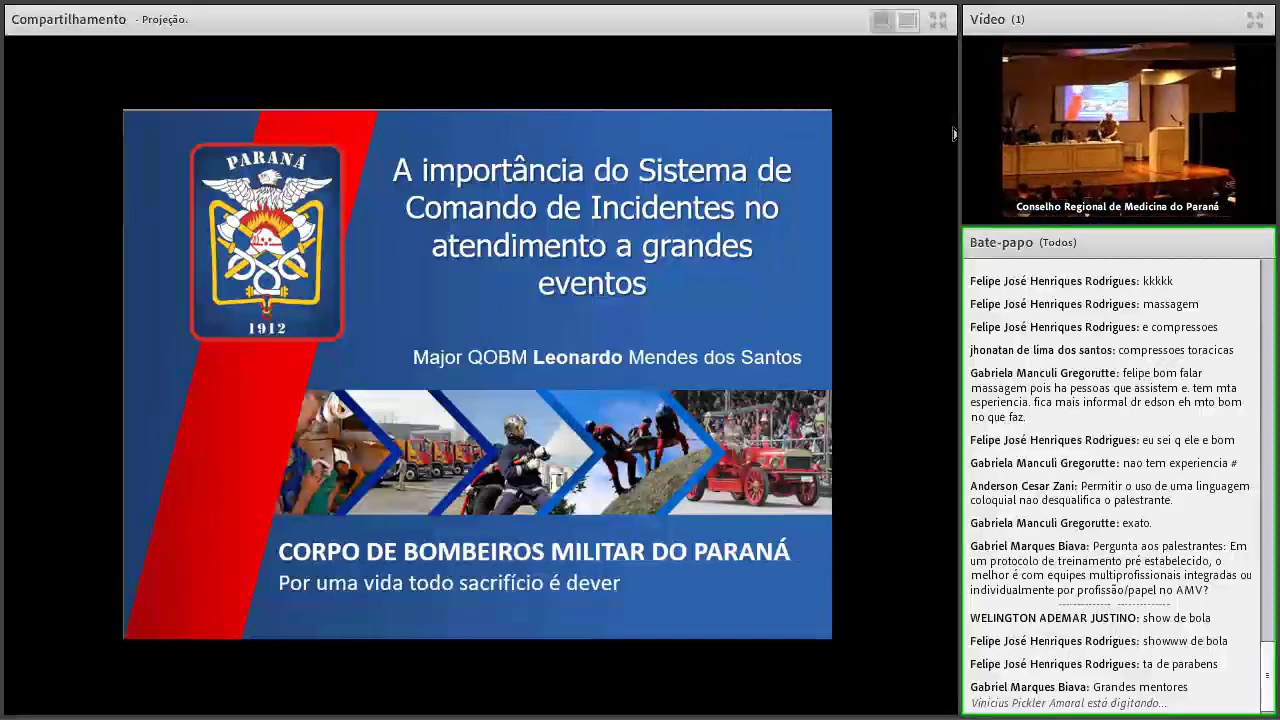 Compartilhamento - Projeção.
PARANÁ
1912
A importância do Sistema de
Comando de Incidentes no
atendimento a grandes
eventos
Major QOBM Leonardo Mendes dos Santos
CORPO DE BOMBEIROS MILITAR DO PARANÁ
Por uma vida todo sacrifício é dever
Vídeo (1)
Conselho Regional de Medicina do Paraná
Bate-papo (Todos)
Felipe José Henriques Rodrigues: kkkkk
Felipe José Henriques Rodrigues: massagem
Felipe José Henriques Rodrigues: e compressoes
jhonatan de lima dos santos: compressoes toracicas
Gabriela Manculi Gregorutte: felipe bom falar
massagem pois ha pessoas que assistem e. tem mta
esperiencia. fica mais informal dr edson eh mto bom
no que faz.
Felipe José Henriques Rodrigues: eu sei q ele e bom
Gabriela Manculi Gregorutte: nao tem experiencia #
Anderson Cesar Zani: Permitir o uso de uma linguagem
coloquial nao desqualifica o palestrante.
Gabriela Manculi Gregorutte: exato.
Gabriel Marques Biava: Pergunta aos palestrantes: Em
um protocolo de treinamento pré estabelecido, o
melhor é com equipes multiprofissionais integradas ou
individualmente por profissão/papel no AMV?
WELINGTON ADEMAR JUSTINO: show de bola
Felipe José Henriques Rodrigues: showww de bola
Felipe José Henriques Rodrigues: ta de parabens
Gabriel Marques Biava: Grandes mentores
Vinicius Pickler Amaral está digitando...